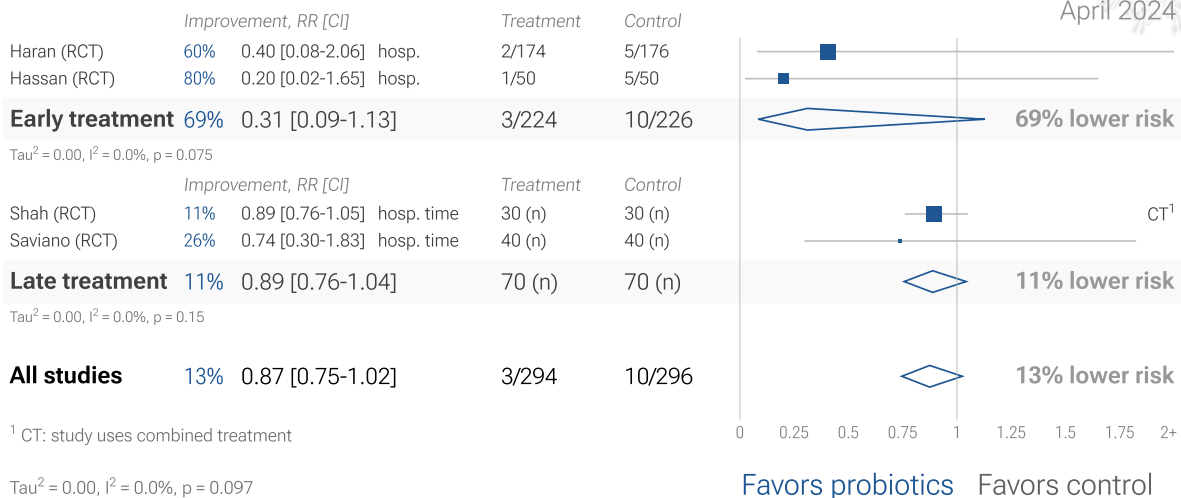 April 2024
Improvement, RR [CI] Treatment Control
Haran (RCT) 60% 0.40 [0.08-2.06] hosp. 2/174 5/176
Hassan (RCT) 80% 0.20 [0.02-1.65] hosp. 1/50 5/50
Early treatment 69% 0.31 [0.09-1.13] 3/224 10/226 69% lower risk
Tau² = 0.00, I² = 0.0%, p = 0.075
Improvement, RR [CI] Treatment Control
Shah (RCT) 11% 0.89 [0.76-1.05] hosp. time 30 (n) 30 (n) CT¹
Saviano (RCT) 26% 0.74 [0.30-1.83] hosp. time 40 (n) 40 (n)
Late treatment 11% 0.89 [0.76-1.04] 70 (n) 70 (n) 11% lower risk
Tau² = 0.00, I² = 0.0%, p = 0.15
All studies 13% 0.87 [0.75-1.02] 3/294 10/296 13% lower risk
0 0.25 0.5 0.75 1 1.25 1.5 1.75 2+
¹ CT: study uses combined treatment
Tau² = 0.00, I² = 0.0%, p = 0.097
Favors probiotics Favors control